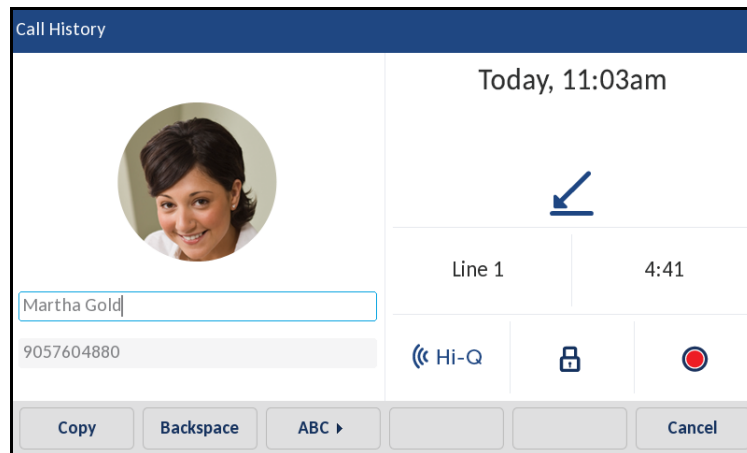 Call History
Today, 11:03am
Line 1
4:41
Martha Gold
9057604880
Hi-Q
Copy
Backspace
ABC
Cancel